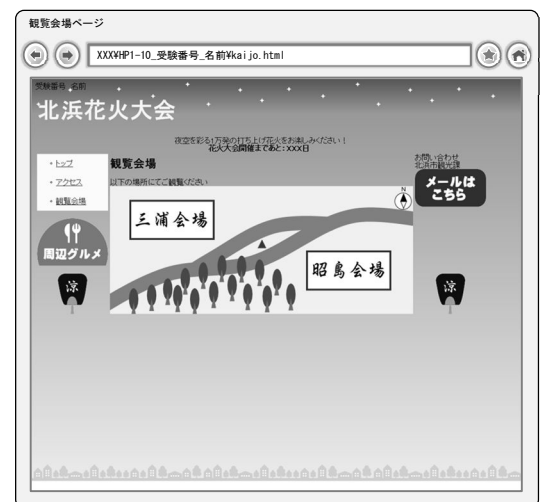 観覧会場ページ
XXX¥HP1-10_受験番号_名前¥kaijo.html
受験番号_名前
北浜花火大会
夜空を彩る1万発の打ち上げ花火をお楽しみください！
花火大会開催まであと：XXX日
・トップ
・アクセス
・観覧会場
周辺グルメ
涼
観覧会場
以下の場所にてご観覧ください
N
三浦会場
昭島会場
お問い合わせ
北浜市観光課
メールは
こちら
涼